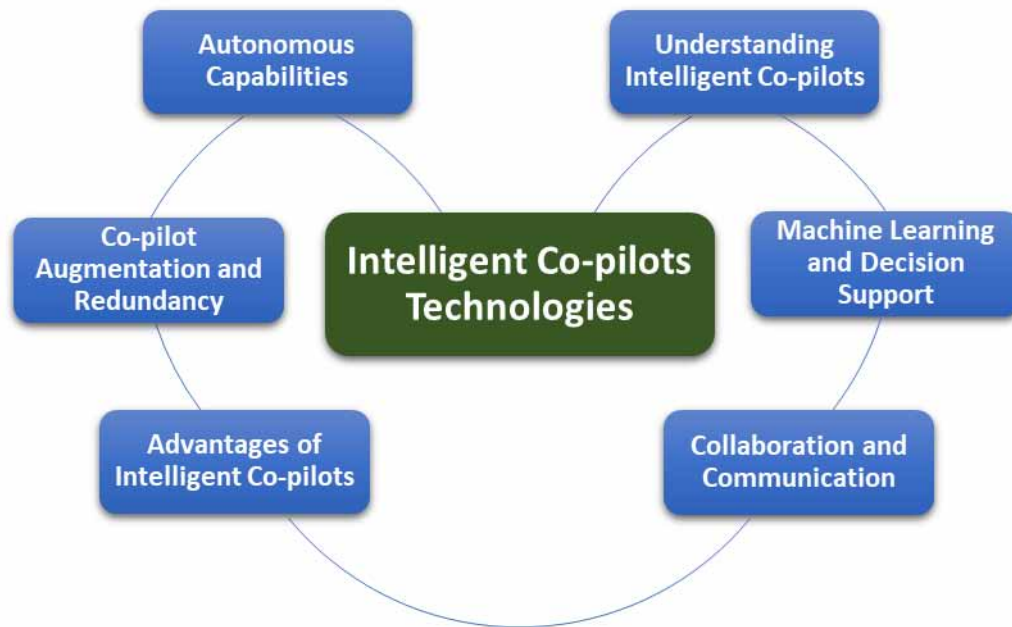 Autonomous
Capabilities
Understanding
Intelligent Co-pilots
Co-pilot
Augmentation and
Redundancy
Intelligent Co-pilots
Technologies
Machine Learning
and Decision
Support
Advantages of
Intelligent Co-pilots
Collaboration and
Communication